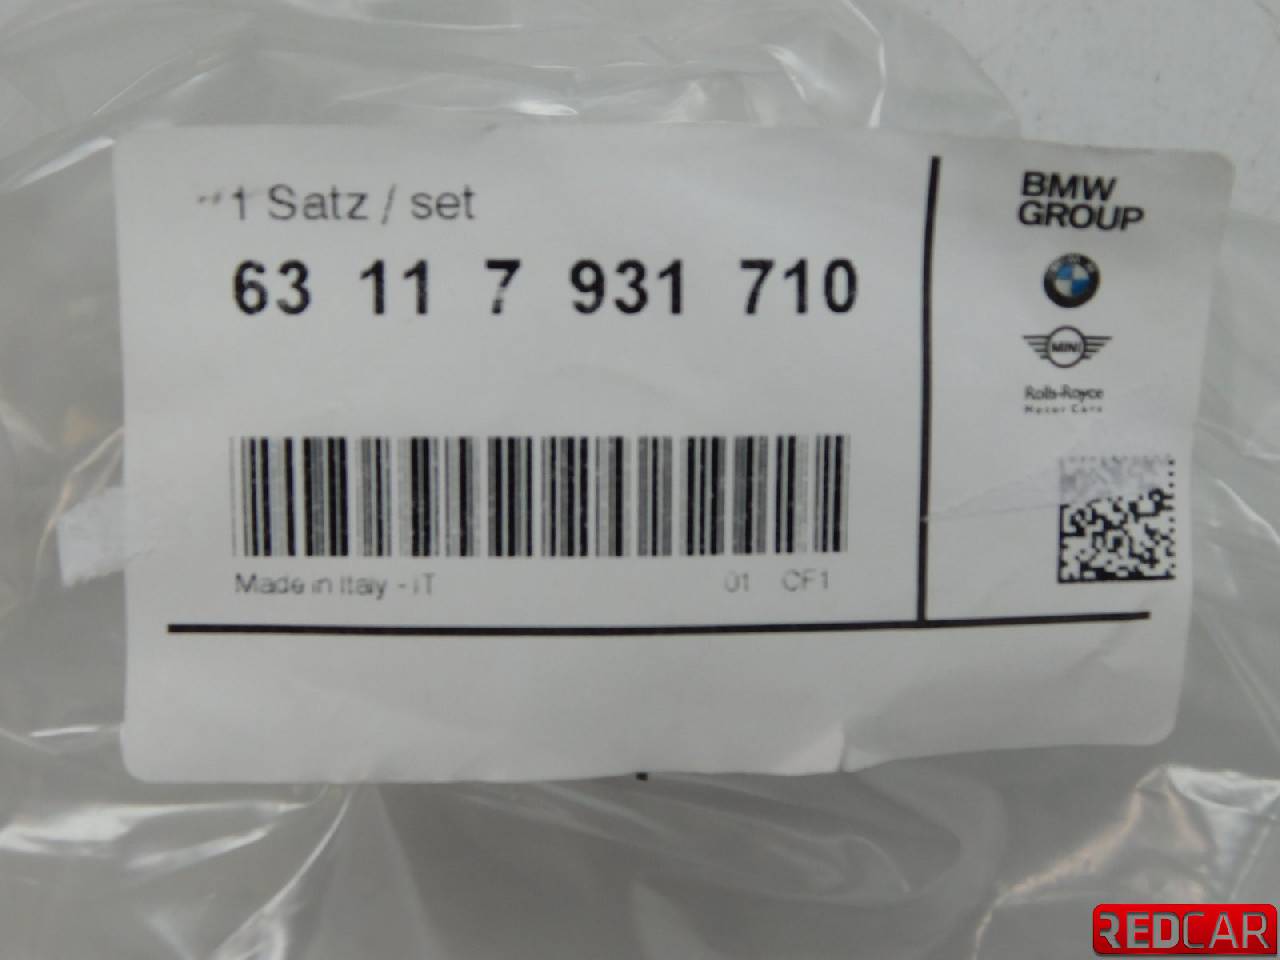 1 Satz / set
63 11 7 931 710
Made in Italy - IT
01 CF1
BMW
GROUP
MINI
Rolls-Royce
Motor Cars
REDCAR